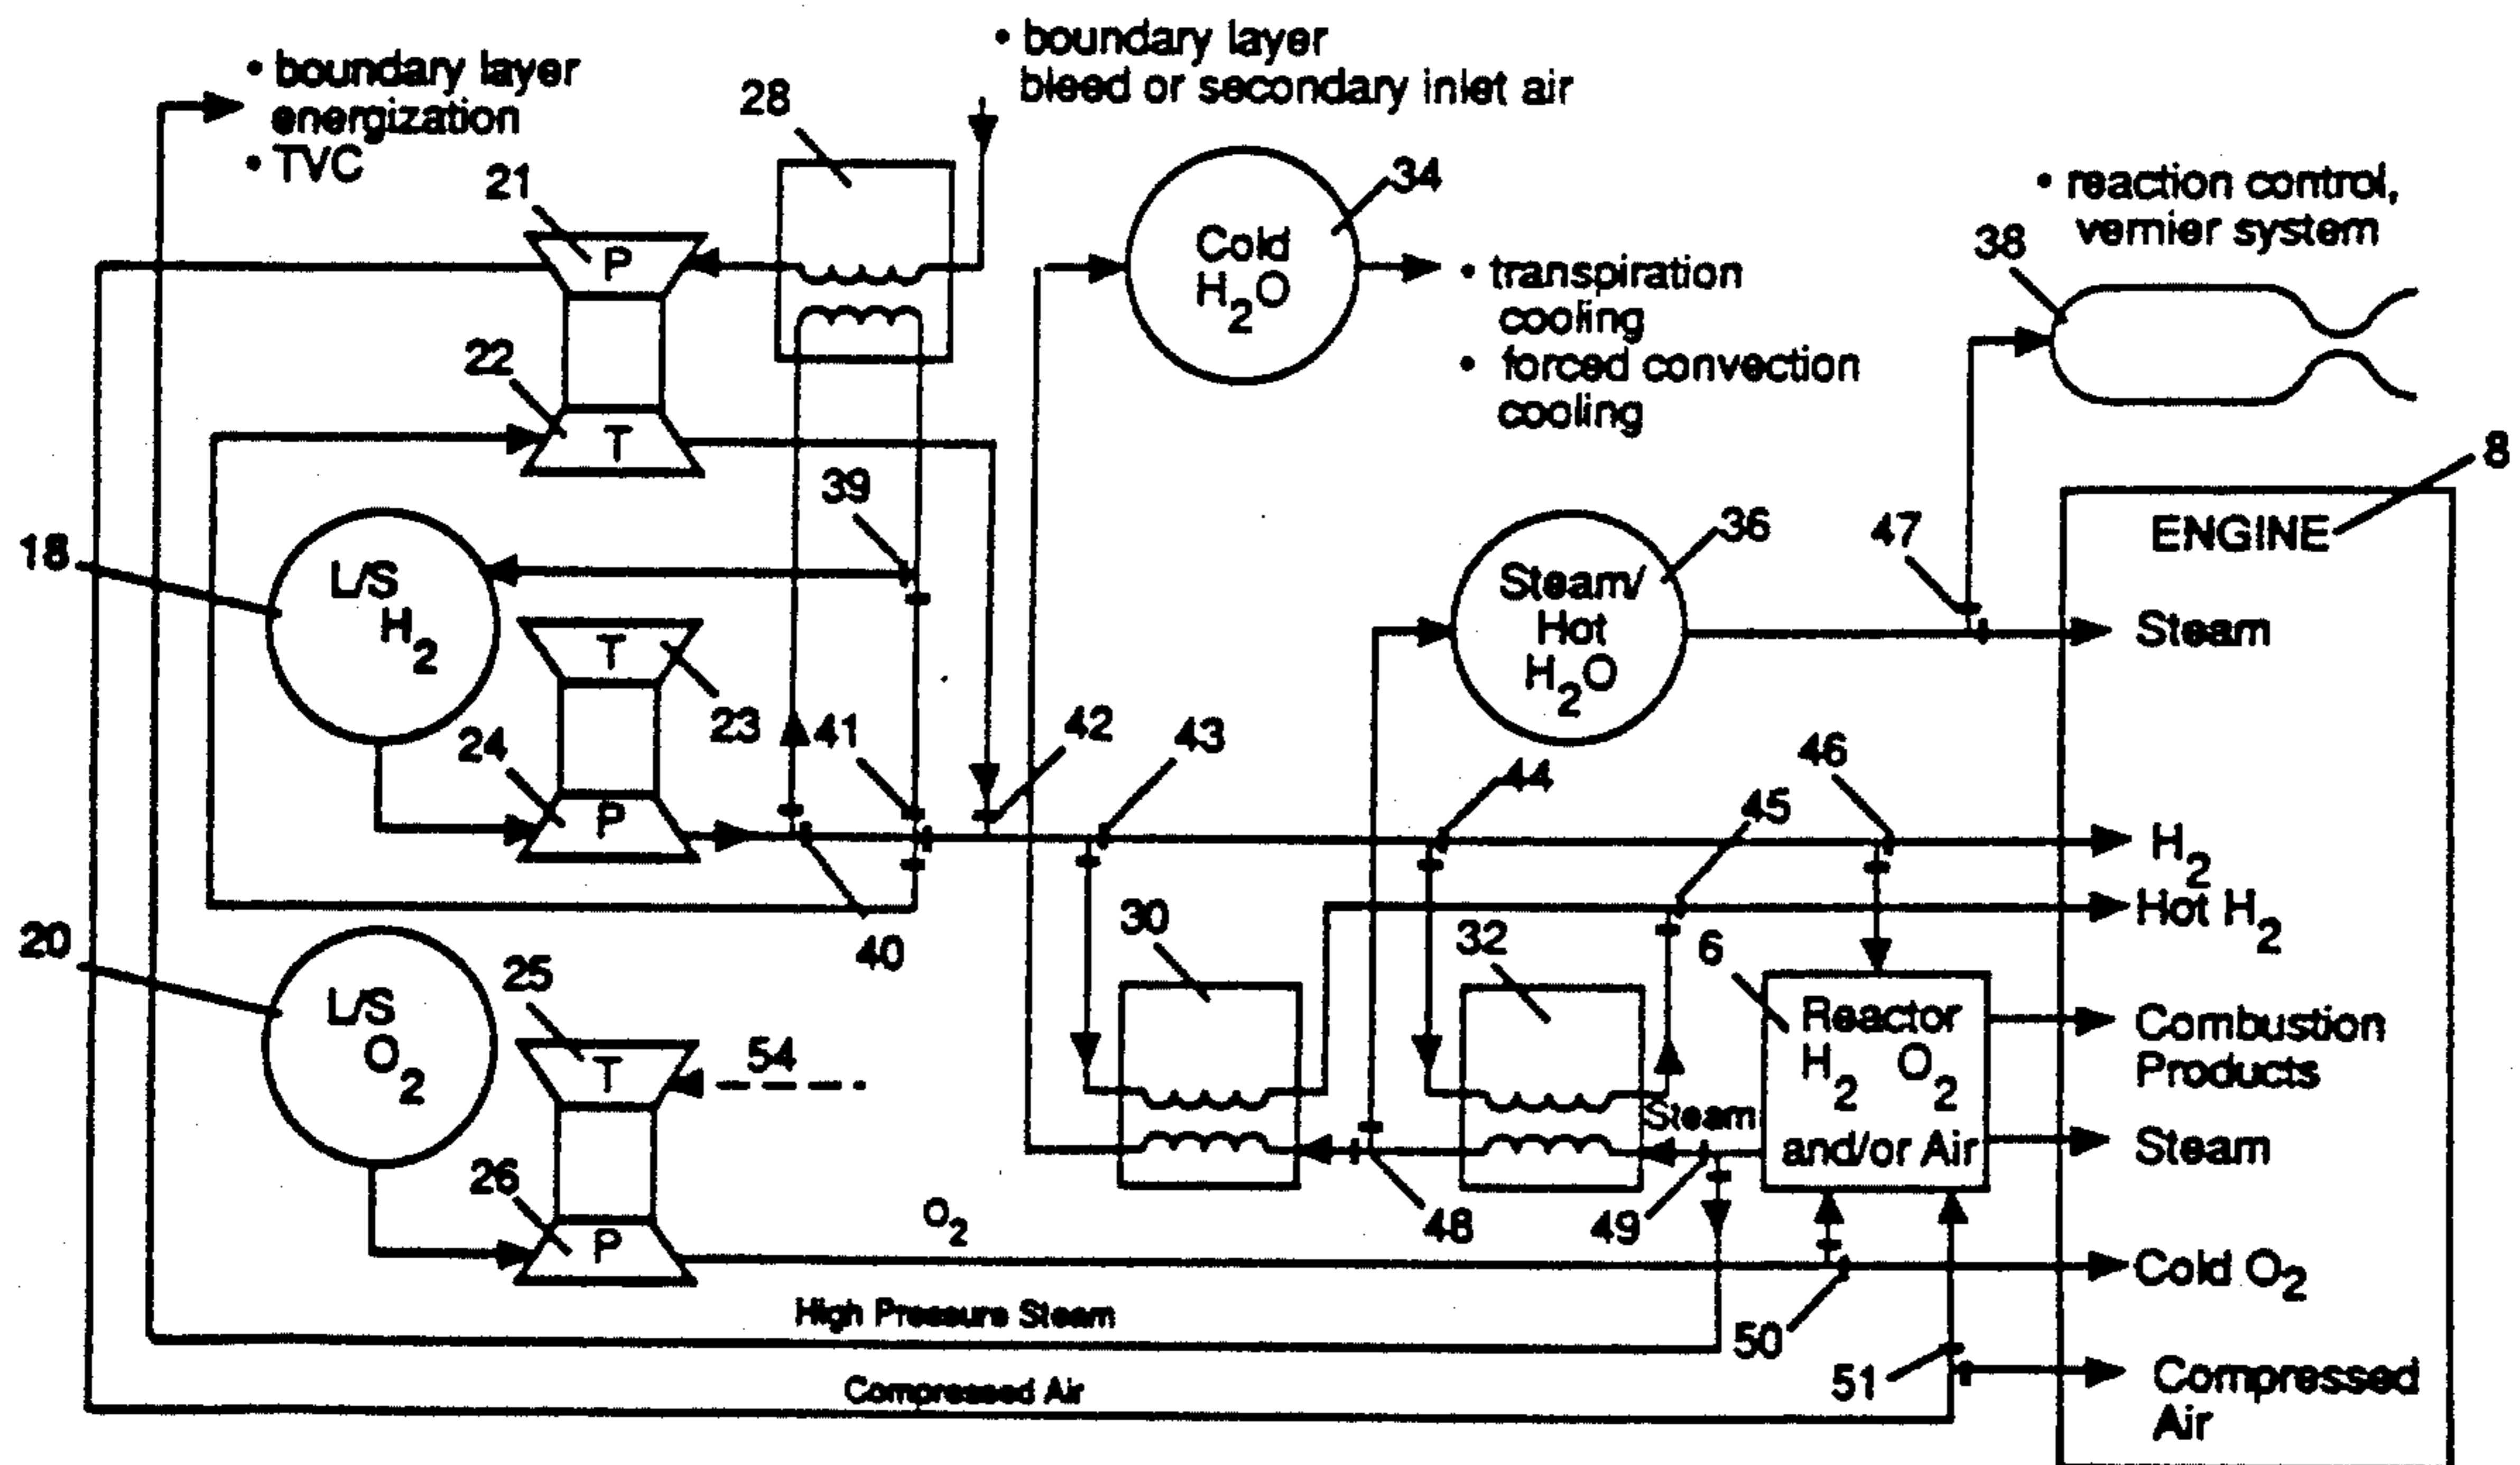 • boundary layer
energization
• TVC
• boundary layer
bleed or secondary inlet air
28
21
P
22
T
Cold
H2O
34
• transpiration
cooling
• forced convection
cooling
• reaction control,
vernier system
38
8
ENGINE
39
18
L/S
H2
T
23
24
P
41
42
43
40
Steam/
Hot
H2O
36
47
Steam
44
45
46
H2
Hot H2
20
L/S
O2
25
T
54
26
P
30
32
6
Reactor
H2 O2
and/or Air
Steam
Combustion
Products
Steam
48
49
O2
Cold O2
50
High Pressure Steam
51
Compressed
Air
Compressed Air